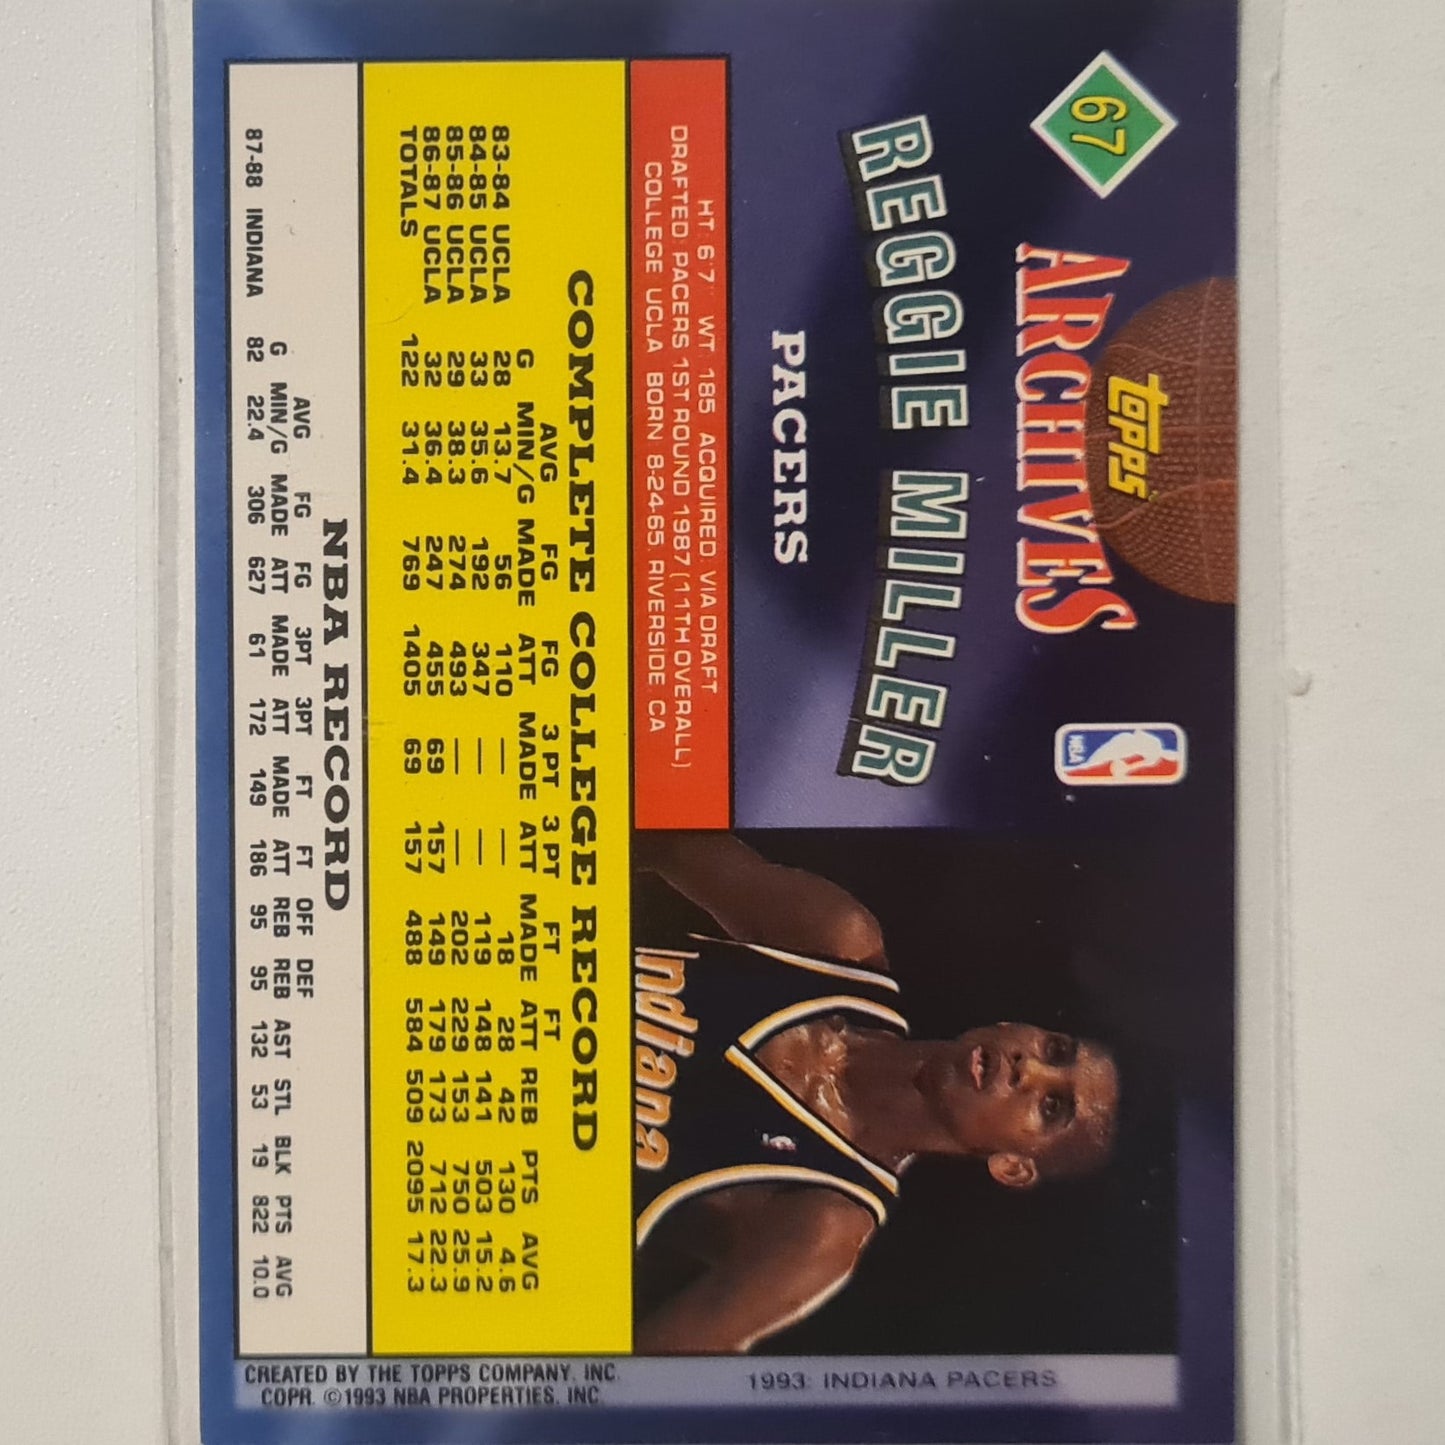 67
topps
ARCHIVES
NBA
REGGIE MILLER
PACERS
HT: 6'7" WT: 185 ACQUIRED: VIA DRAFT
DRAFTED: PACERS 1ST ROUND 1987 (11TH OVERALL)
COLLEGE: UCLA BORN: 8-24-65, RIVERSIDE, CA
Indiana
COMPLETE COLLEGE RECORD
AVG FG FG 3 PT 3 PT FT FT
G MIN/G MADE ATT MADE ATT MADE ATT REB PTS AVG
83-84 UCLA 28 13.7 56 110 — — 18 28 42 130 4.6
84-85 UCLA 33 35.6 192 347 — — 119 148 141 503 15.2
85-86 UCLA 29 38.3 274 493 — — 202 229 153 750 25.9
86-87 UCLA 32 36.4 247 455 69 157 149 179 173 712 22.3
TOTALS 122 31.4 769 1405 69 157 488 584 509 2095 17.3
NBA RECORD
AVG FG FG 3PT 3PT FT FT OFF DEF
G MIN/G MADE ATT MADE ATT MADE ATT REB REB AST STL BLK PTS AVG
87-88 INDIANA 82 22.4 306 627 61 172 149 186 95 95 132 53 19 822 10.0
1993: INDIANA PACERS
CREATED BY THE TOPPS COMPANY, INC.
COPR. ©1993 NBA PROPERTIES, INC.